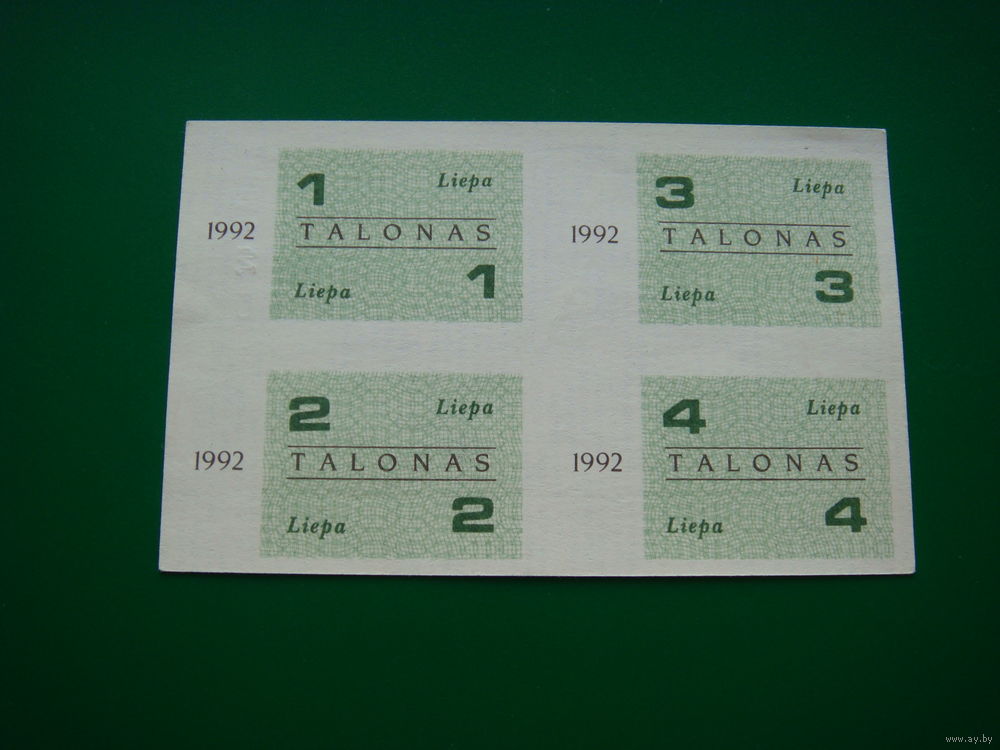 1 Liepa
1992 TALONAS
Liepa 1
3 Liepa
1992 TALONAS
Liepa 3
2 Liepa
1992 TALONAS
Liepa 2
4 Liepa
1992 TALONAS
Liepa 4
www.ay.by